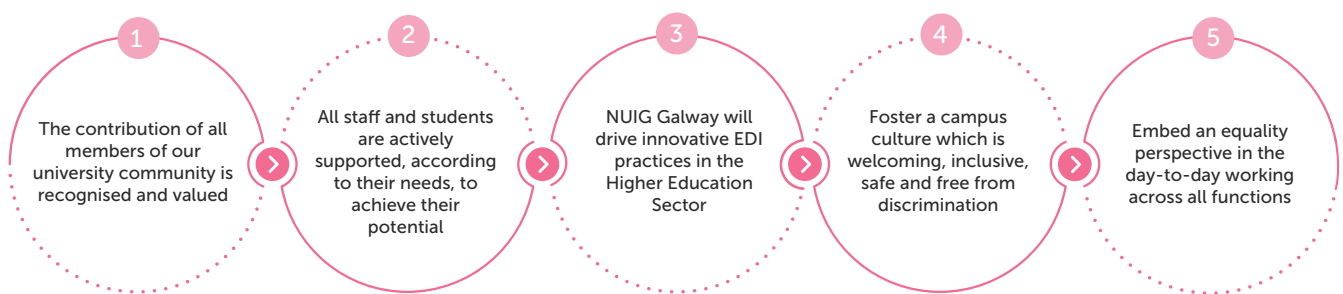 1
The contribution of all
members of our
university community is
recognised and valued
2
All staff and students
are actively
supported, according
to their needs, to
achieve their
potential
3
NUIG Galway will
drive innovative EDI
practices in the
Higher Education
Sector
4
Foster a campus
culture which is
welcoming, inclusive,
safe and free from
discrimination
5
Embed an equality
perspective in the
day-to-day working
across all functions